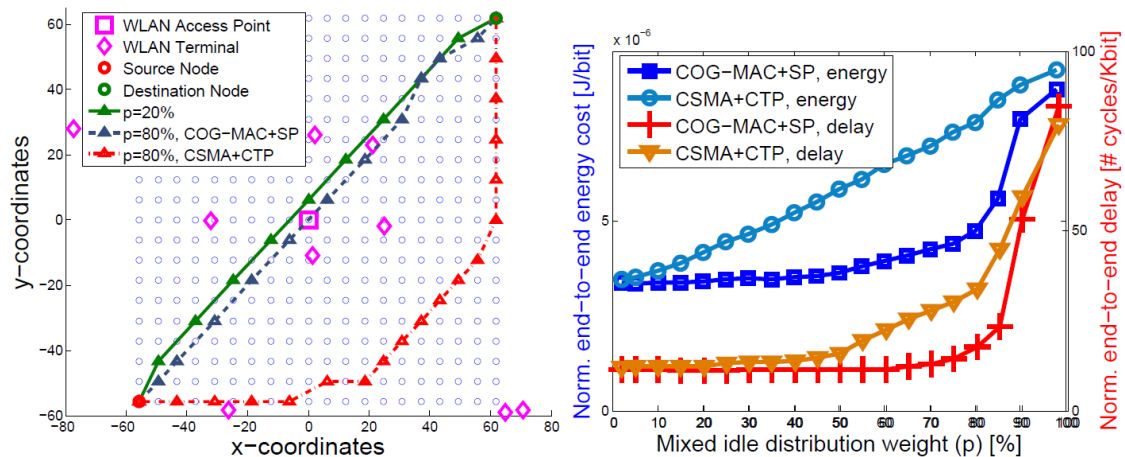 WLAN Access Point
WLAN Terminal
Source Node
Destination Node
p=20%
p=80%, COG−MAC+SP
p=80%, CSMA+CTP
60
40
20
0
−20
−40
−60
y−coordinates
−80 −60 −40 −20 0 20 40 60 80
x−coordinates
x 10⁻⁶
COG−MAC+SP, energy
CSMA+CTP, energy
COG−MAC+SP, delay
CSMA+CTP, delay
Norm. end−to−end energy cost [J/bit]
5
0
100
50
0
Norm. end−to−end delay [# cycles/Kbit]
0 10 20 30 40 50 60 70 80 90 100
Mixed idle distribution weight (p) [%]